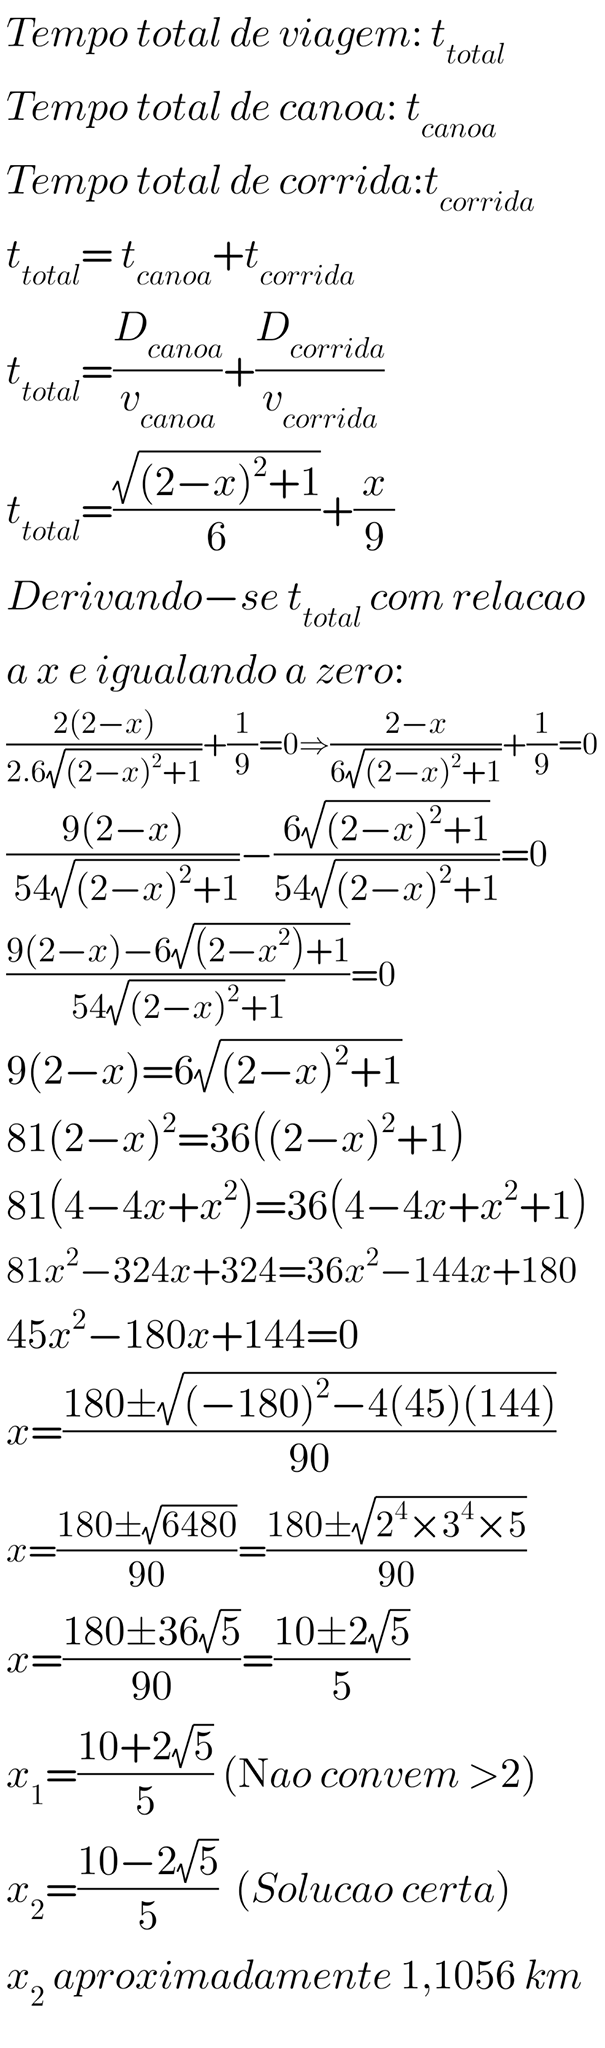 Tempo total de viagem: t_total
Tempo total de canoa: t_canoa
Tempo total de corrida:t_corrida
t_total= t_canoa+t_corrida
t_total=D_canoa/v_canoa+D_corrida/v_corrida
t_total=√((2−x)²+1)/6+x/9
Derivando−se t_total com relacao
a x e igualando a zero:
2(2−x)/(2.6√((2−x)²+1))+1/9=0⇒(2−x)/(6√((2−x)²+1))+1/9=0
9(2−x)/(54√((2−x)²+1))−6√((2−x)²+1)/(54√((2−x)²+1))=0
(9(2−x)−6√((2−x²)+1))/(54√((2−x)²+1))=0
9(2−x)=6√((2−x)²+1)
81(2−x)²=36((2−x)²+1)
81(4−4x+x²)=36(4−4x+x²+1)
81x²−324x+324=36x²−144x+180
45x²−180x+144=0
x=(180±√((−180)²−4(45)(144)))/90
x=(180±√(6480))/90=(180±√(2⁴×3⁴×5))/90
x=(180±36√5)/90=(10±2√5)/5
x₁=(10+2√5)/5 (Nao convem >2)
x₂=(10−2√5)/5 (Solucao certa)
x₂ aproximadamente 1,1056 km